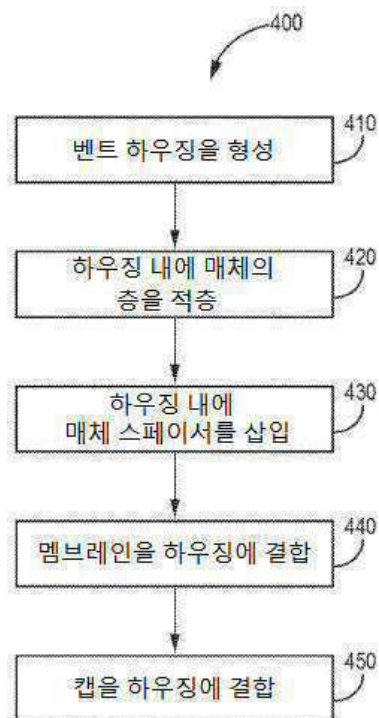 400
410
벤트 하우징을 형성
420
하우징 내에 매체의
층을 적층
430
하우징 내에
매체 스페이서를 삽입
440
멤브레인을 하우징에 결합
450
캡을 하우징에 결합